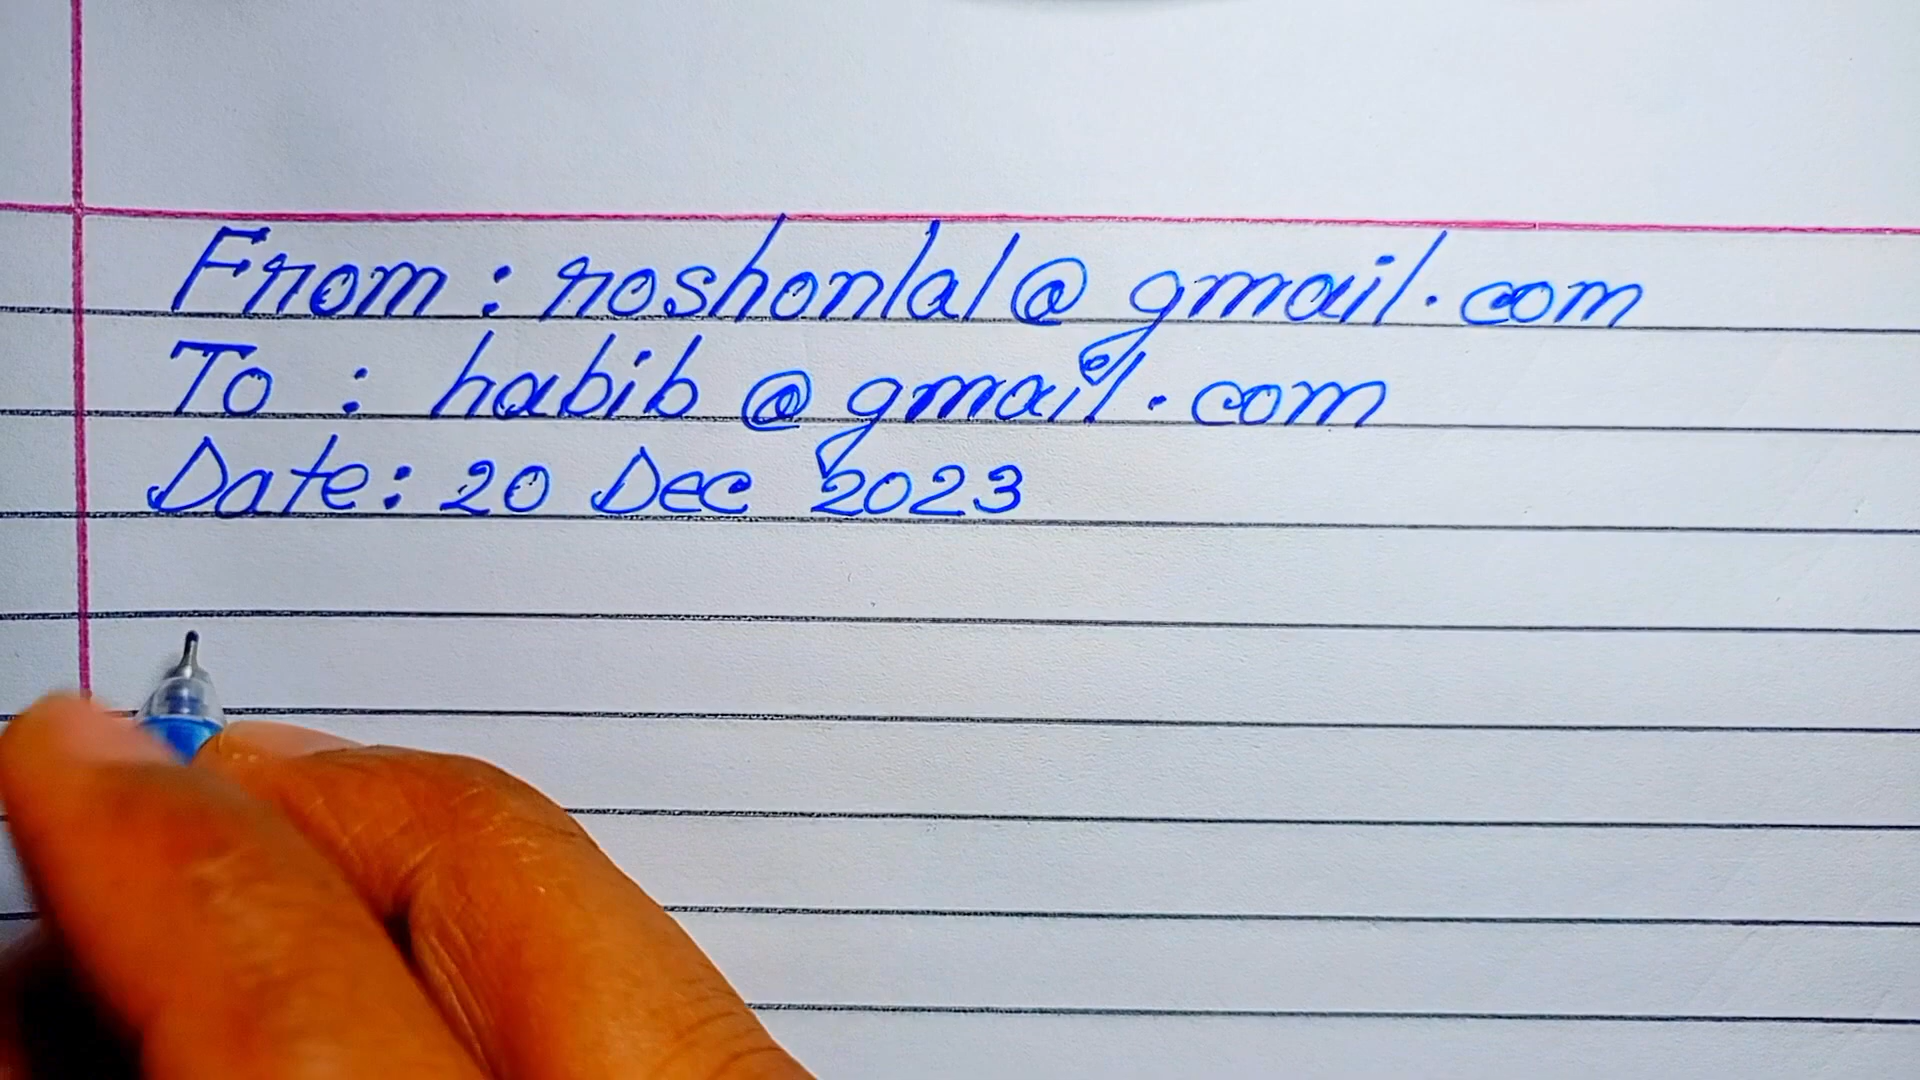 From : roshonlal@gmail.com
To : habib@gmail.com
Date: 20 Dec 2023